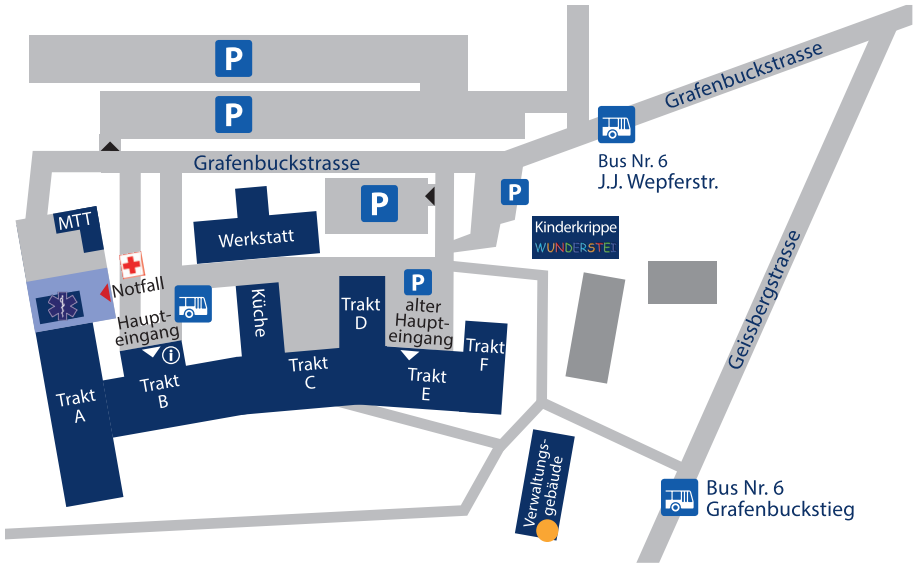 P
P
Grafenbuckstrasse
Grafenbuckstrasse
Bus Nr. 6
J.J. Wepferstr.
P
P
MTT
Werkstatt
Kinderkrippe
WUNDERSTEI
Notfall
P
alter
Haupt-
eingang
Haupt-
eingang
i
Küche
Trakt
D
Trakt
F
Trakt
A
Trakt
B
Trakt
C
Trakt
E
Geissbergstrasse
Verwaltungs-
gebäude
Bus Nr. 6
Grafenbuckstieg